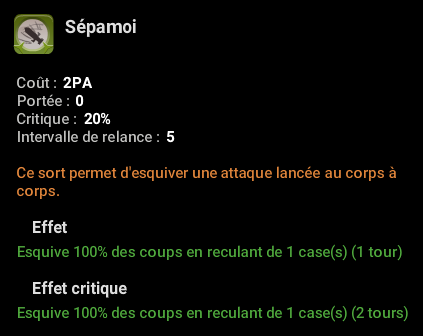 Sépamoi
Coût : 2PA
Portée : 0
Critique : 20%
Intervalle de relance : 5
Ce sort permet d'esquiver une attaque lancée au corps à
corps.
Effet
Esquive 100% des coups en reculant de 1 case(s) (1 tour)
Effet critique
Esquive 100% des coups en reculant de 1 case(s) (2 tours)